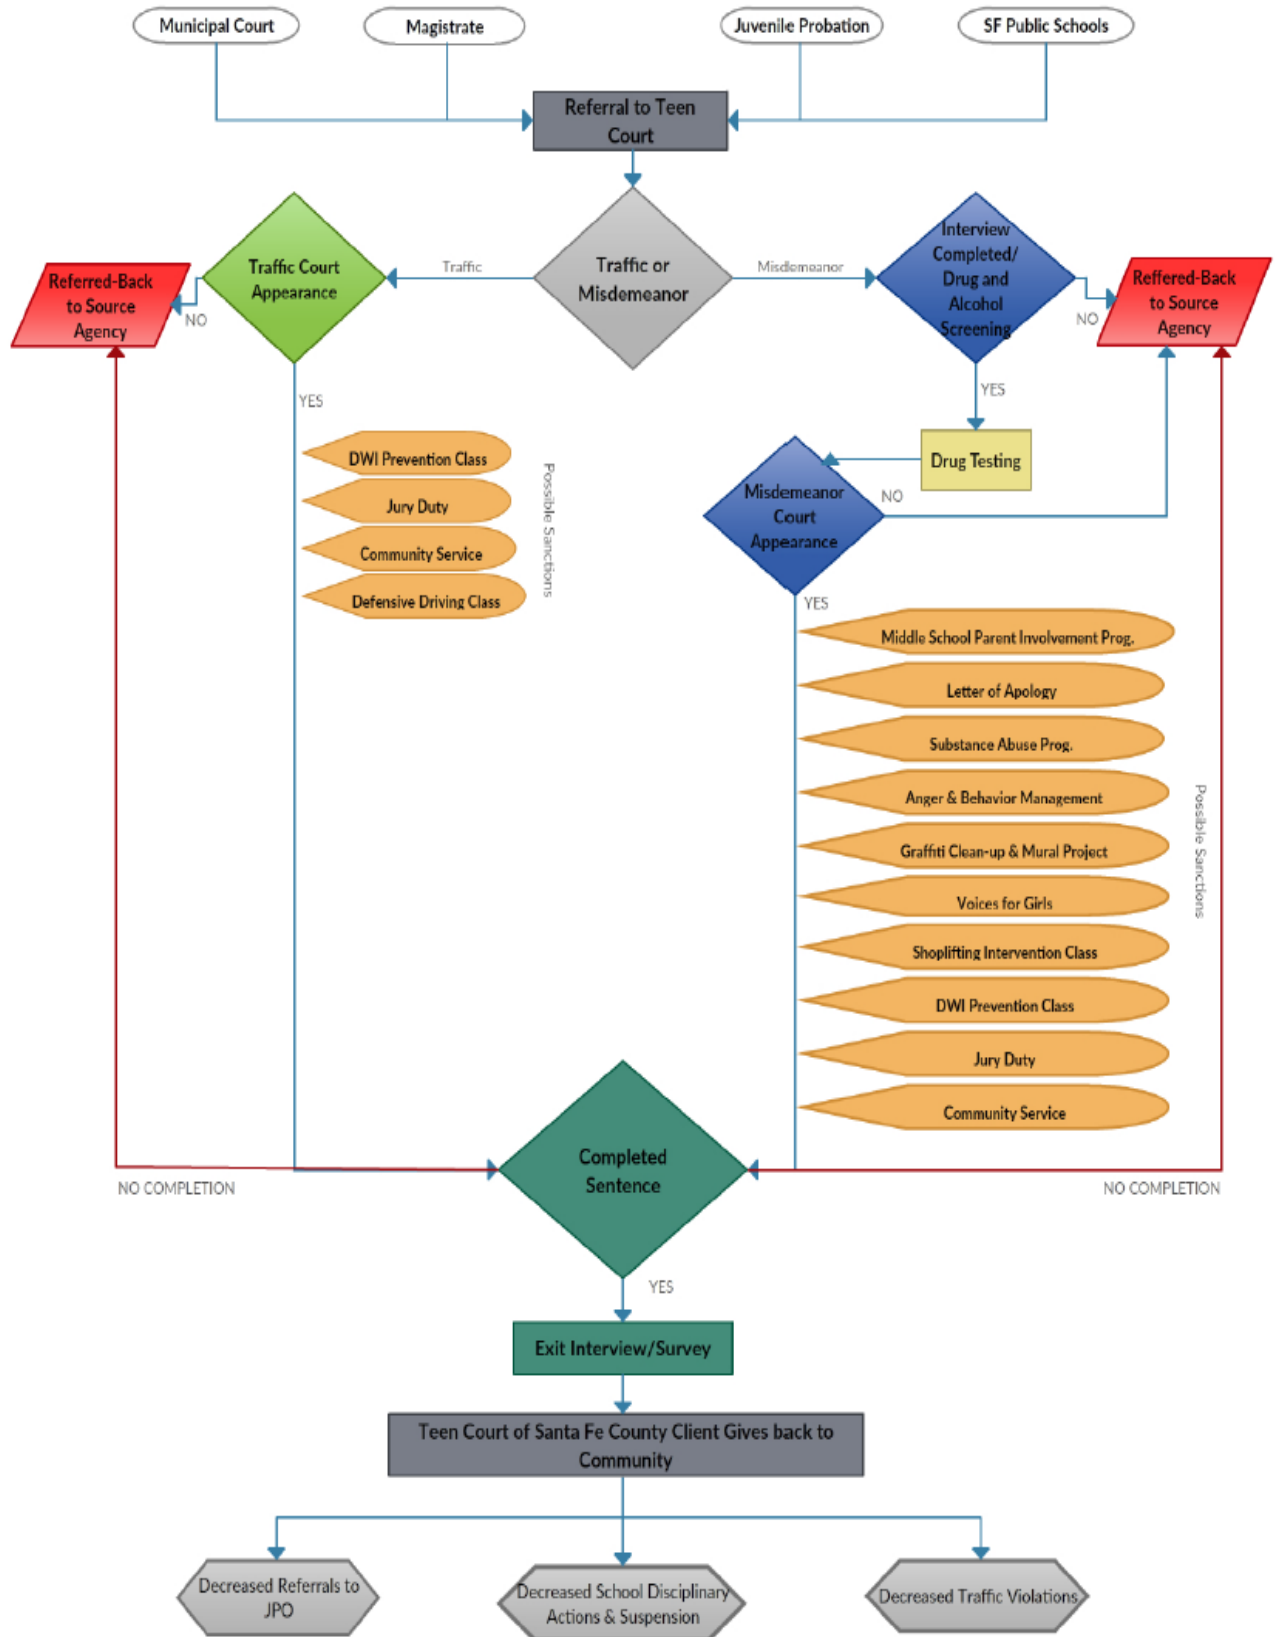 Municipal Court
Magistrate
Juvenile Probation
SF Public Schools
Referral to Teen
Court
Traffic Court
Appearance
Traffic
Traffic or
Misdemeanor
Misdemeanor
Interview
Completed/
Drug and
Alcohol
Screening
Referred-Back
to Source
Agency
NO
Reffered-Back
to Source
Agency
NO
YES
YES
DWI Prevention Class
Jury Duty
Community Service
Defensive Driving Class
Possible Sanctions
Drug Testing
Misdemeanor
Court
Appearance
NO
YES
Middle School Parent Involvement Prog.
Letter of Apology
Substance Abuse Prog.
Anger & Behavior Management
Graffiti Clean-up & Mural Project
Voices for Girls
Shoplifting Intervention Class
DWI Prevention Class
Jury Duty
Community Service
Possible Sanctions
Completed
Sentence
NO COMPLETION
NO COMPLETION
YES
Exit Interview/Survey
Teen Court of Santa Fe County Client Gives back to
Community
Decreased Referrals to
JPO
Decreased School Disciplinary
Actions & Suspension
Decreased Traffic Violations